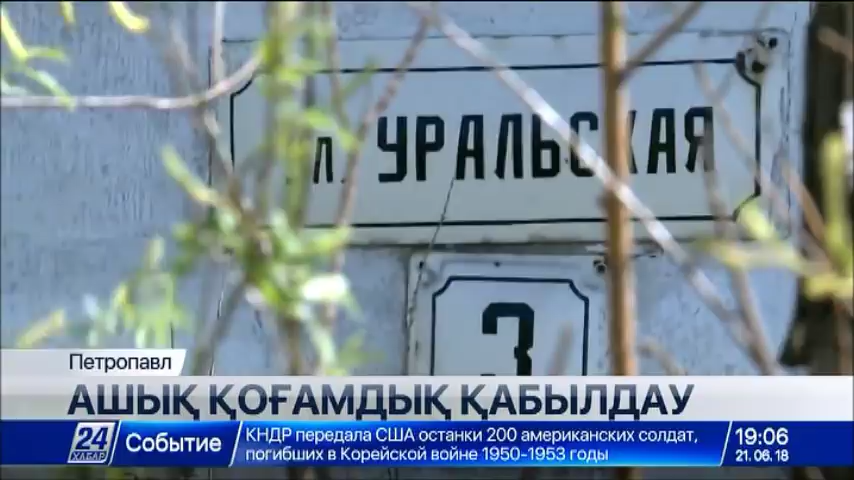 л. УРАЛЬСКАЯ
3
Петропавл
АШЫҚ ҚОҒАМДЫҚ ҚАБЫЛДАУ
24
ХАБАР
Событие
КНДР передала США останки 200 американских солдат,
погибших в Корейской войне 1950-1953 годы
19:06
21.06.18